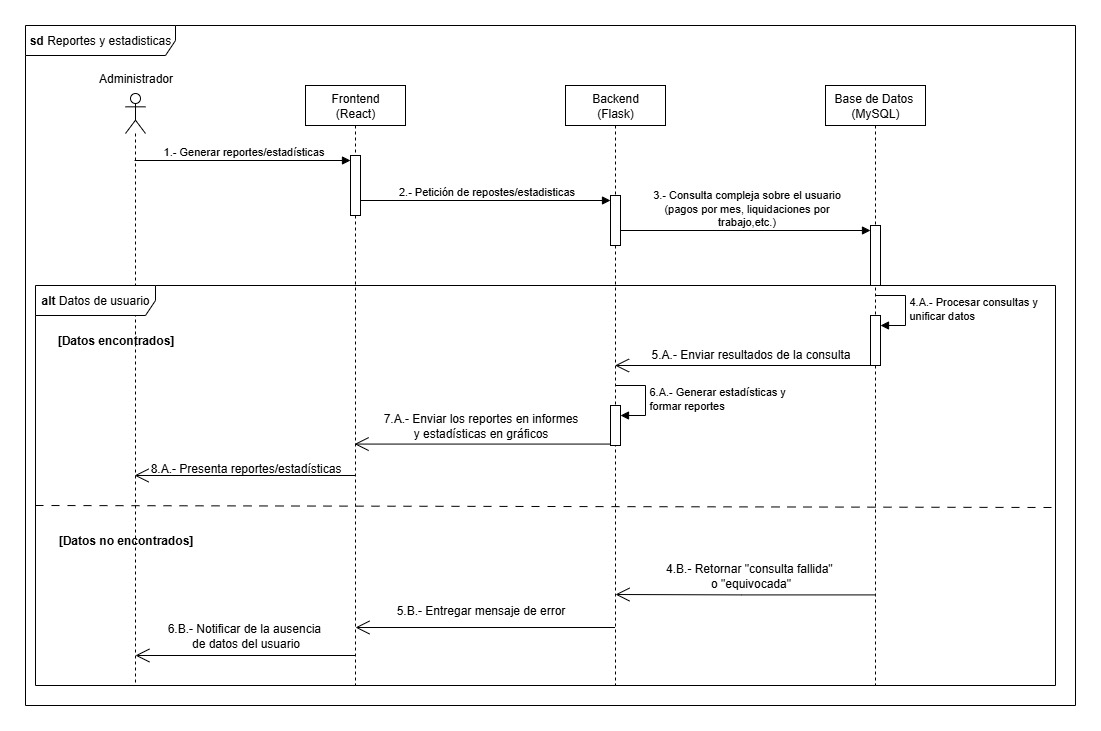 sd Reportes y estadisticas
Administrador
Frontend
(React)
Backend
(Flask)
Base de Datos
(MySQL)
1.- Generar reportes/estadísticas
2.- Petición de repostes/estadisticas
3.- Consulta compleja sobre el usuario
(pagos por mes, liquidaciones por
trabajo,etc.)
alt Datos de usuario
4.A.- Procesar consultas y
unificar datos
[Datos encontrados]
5.A.- Enviar resultados de la consulta
6.A.- Generar estadísticas y
formar reportes
7.A.- Enviar los reportes en informes
y estadísticas en gráficos
8.A.- Presenta reportes/estadísticas
[Datos no encontrados]
4.B.- Retornar "consulta fallida"
o "equivocada"
5.B.- Entregar mensaje de error
6.B.- Notificar de la ausencia
de datos del usuario